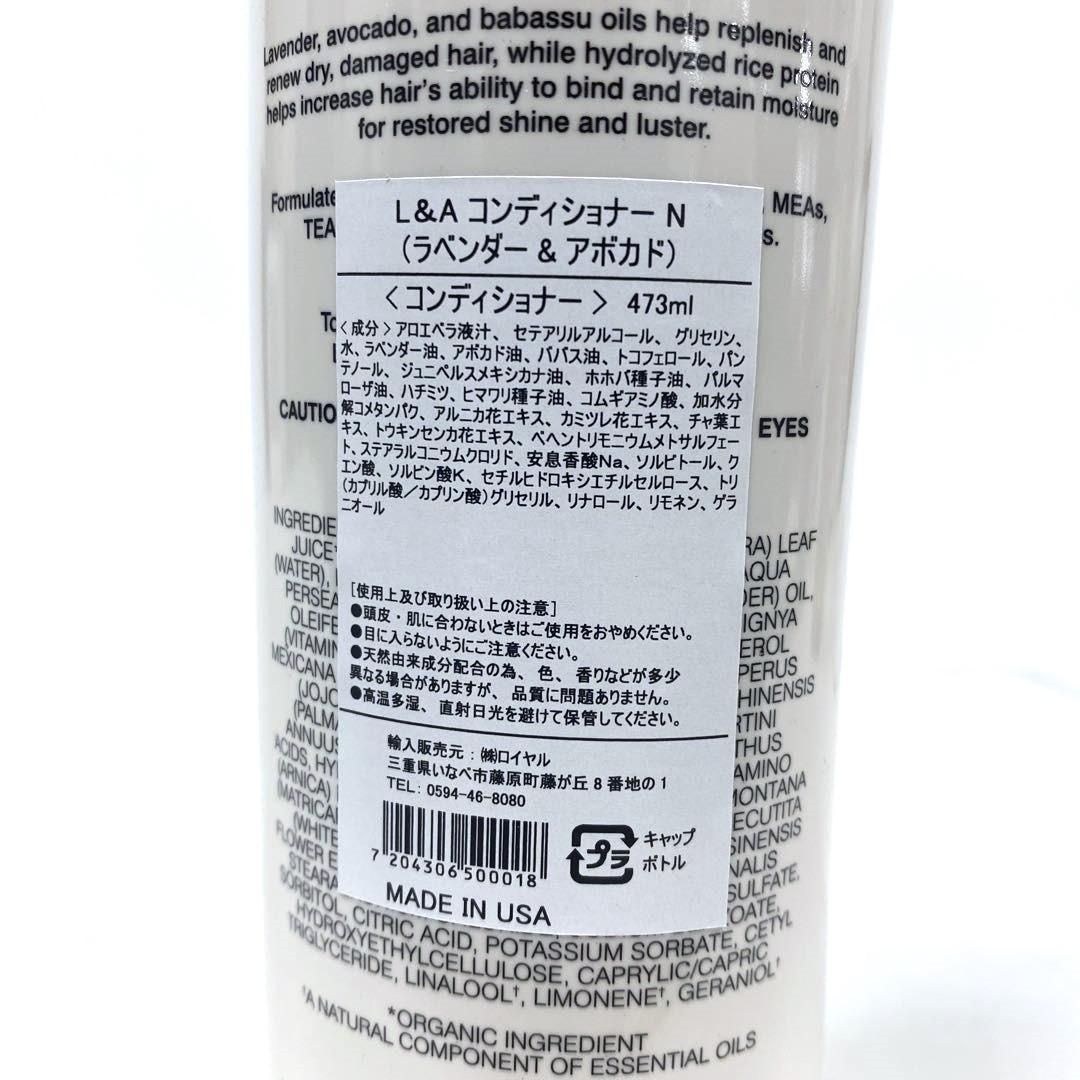 Lavender, avocado, and babassu oils help replenish and
renew dry, damaged hair, while hydrolyzed rice protein
helps increase hair's ability to bind and retain moisture
for restored shine and luster.
Formulate MEAs,
TEA s.
L&A コンディショナー N
(ラベンダー & アボカド)
〈 コンディショナー 〉 473ml
〈 成分 〉アロエベラ液汁、 セテアリルアルコール、 グリセリン、
水、ラベンダー油、 アボカド油、 ババス油、 トコフェロール、 パン
テノール、 ジュニペルスメキシカナ油、 ホホバ種子油、 パルマ
ローザ油、 ハチミツ、 ヒマワリ種子油、 コムギアミノ酸、 加水分
解コメタンパク、 アルニカ花エキス、 カミツレ花エキス、 チャ葉エ
キス、 トウキンセンカ花エキス、 ベヘントリモニウムメトサルフェー
ト、 ステアラルコニウムクロリド、 安息香酸Na、 ソルビトール、 ク
エン酸、 ソルビン酸K、 セチルヒドロキシエチルセルロース、 トリ
(カプリル酸/カプリン酸)グリセリル、 リナロール、 リモネン、 ゲラ
ニオール
CAUTIO EYES
[使用上及び取り扱い上の注意]
●頭皮・肌に合わないときはご使用をおやめください。
●目に入らないようにご注意ください。
●天然由来成分配合の為、 色、 香りなどが多少
異なる場合がありますが、 品質に問題ありません。
●高温多湿、 直射日光を避けて保管してください。
輸入販売元 : ㈱ロイヤル
三重県いなべ市藤原町藤が丘 8 番地の 1
TEL: 0594-46-8080
7 204306 500018
プラ
キャップ
ボトル
MADE IN USA
INGREDIE RA) LEAF
JUICE AQUA
(WATER), DER) OIL,
PERSEA IGNYA
OLEIFE EROL
(VITAMIN PERUS
MEXICANA HINENSIS
(JOJO RTINI
(PALMA THUS
ANNUUS AMINO
ACIDS, HY MONTANA
(ARNICA) ECUTITA
(MATRICA SINENSIS
(WHITE NALIS
FLOWER E SULFATE,
STEARA OATE,
SORBITOL, CITRIC ACID, POTASSIUM SORBATE, CETYL
HYDROXYETHYLCELLULOSE, CAPRYLIC/CAPRIC
TRIGLYCERIDE, LINALOOL†, LIMONENE†, GERANIOL†
*ORGANIC INGREDIENT
†A NATURAL COMPONENT OF ESSENTIAL OILS